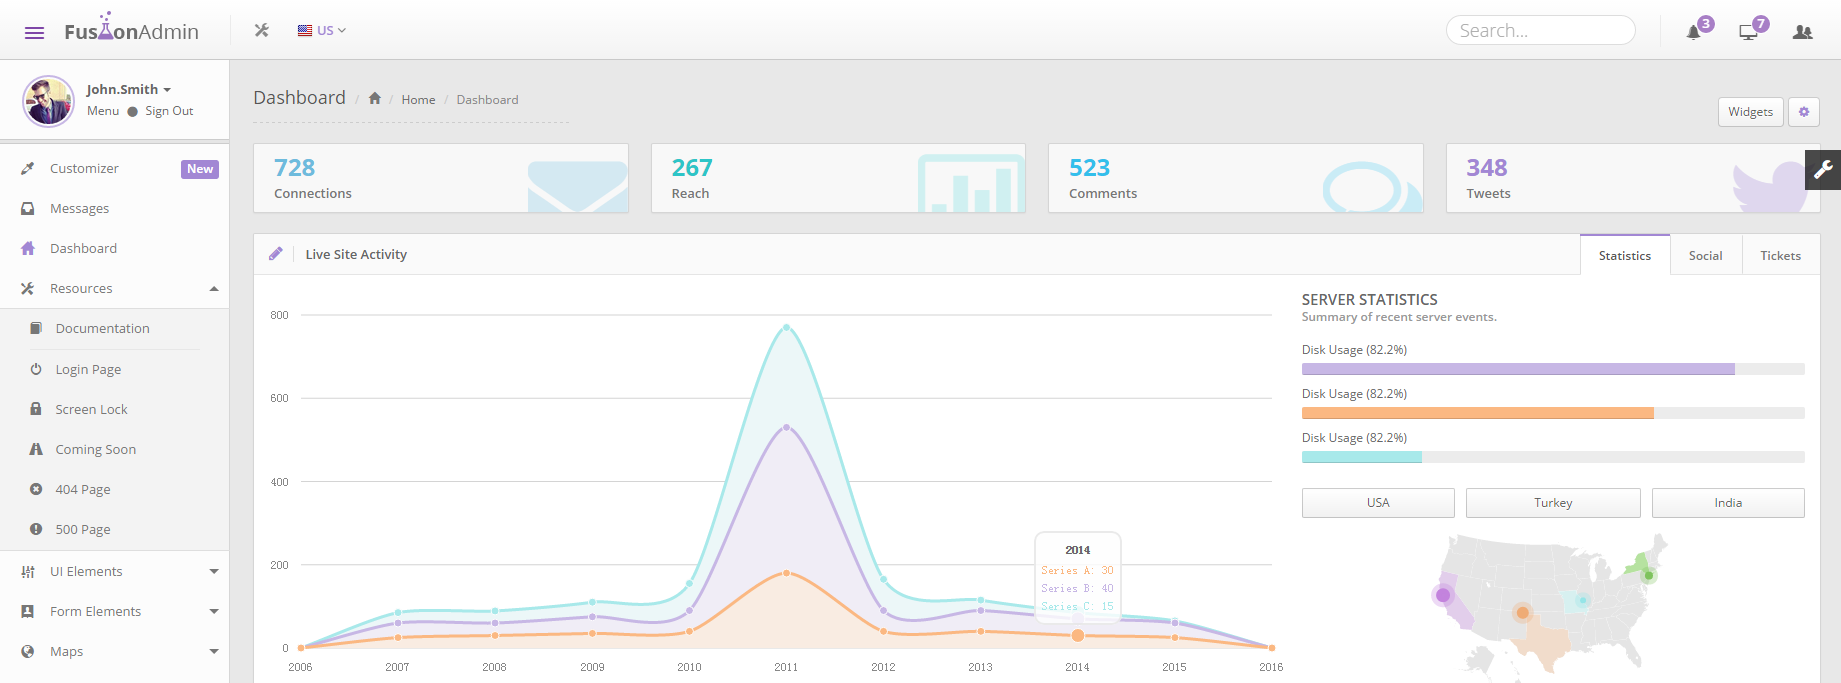 FusionAdmin
US
Search...
3
7
John.Smith
Menu Sign Out
Customizer New
Messages
Dashboard
Resources
Documentation
Login Page
Screen Lock
Coming Soon
404 Page
500 Page
UI Elements
Form Elements
Maps
Dashboard / / Home / Dashboard
Widgets
728
Connections
267
Reach
523
Comments
348
Tweets
Live Site Activity
Statistics Social Tickets
800
600
400
200
0
2006 2007 2008 2009 2010 2011 2012 2013 2014 2015 2016
2014
Series A: 30
Series B: 40
Series C: 15
SERVER STATISTICS
Summary of recent server events.
Disk Usage (82.2%)
Disk Usage (82.2%)
Disk Usage (82.2%)
USA Turkey India